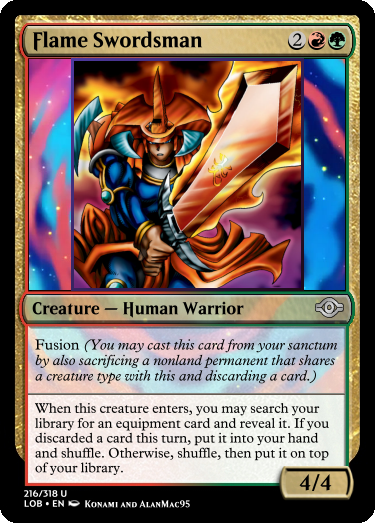 Flame Swordsman 2
Creature — Human Warrior
Fusion (You may cast this card from your sanctum
by also sacrificing a nonland permanent that shares
a creature type with this and discarding a card.)
When this creature enters, you may search your
library for an equipment card and reveal it. If you
discarded a card this turn, put it into your hand
and shuffle. Otherwise, shuffle, then put it on top
of your library.
4/4
216/318 U
LOB • EN Konami and AlanMac95